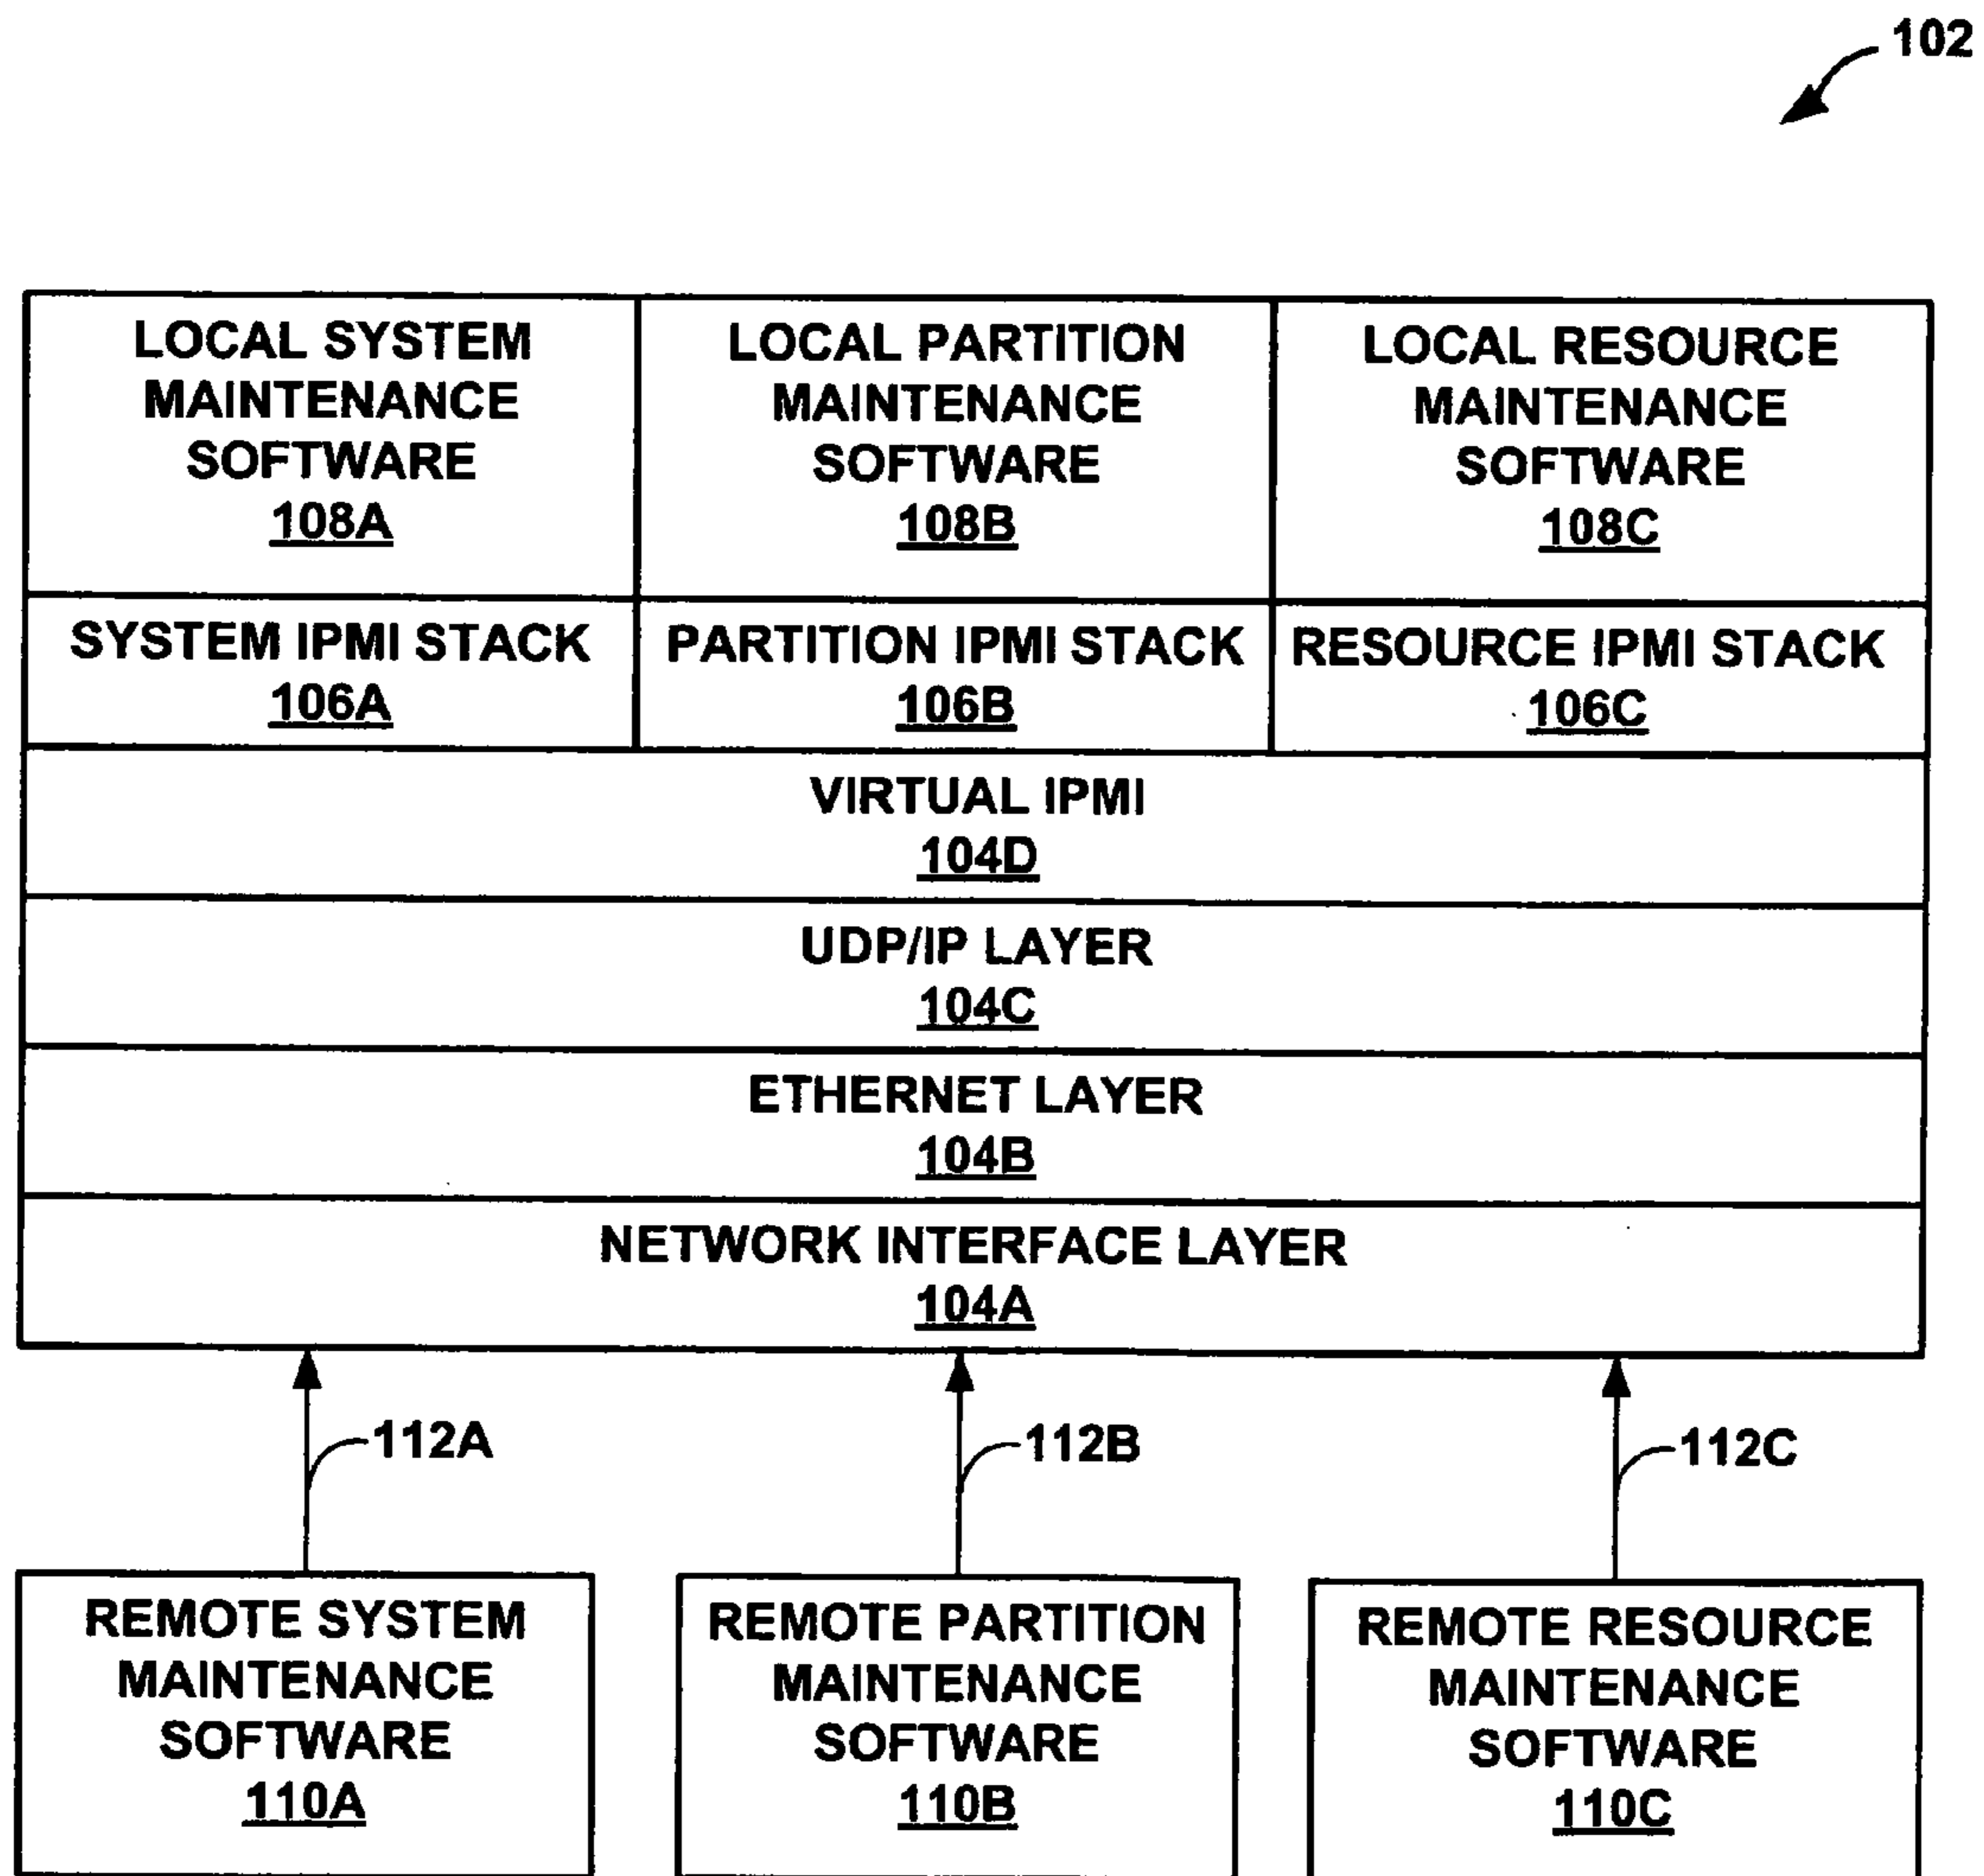 102
LOCAL SYSTEM
MAINTENANCE
SOFTWARE
108A
LOCAL PARTITION
MAINTENANCE
SOFTWARE
108B
LOCAL RESOURCE
MAINTENANCE
SOFTWARE
108C
SYSTEM IPMI STACK
106A
PARTITION IPMI STACK
106B
RESOURCE IPMI STACK
106C
VIRTUAL IPMI
104D
UDP/IP LAYER
104C
ETHERNET LAYER
104B
NETWORK INTERFACE LAYER
104A
112A
112B
112C
REMOTE SYSTEM
MAINTENANCE
SOFTWARE
110A
REMOTE PARTITION
MAINTENANCE
SOFTWARE
110B
REMOTE RESOURCE
MAINTENANCE
SOFTWARE
110C